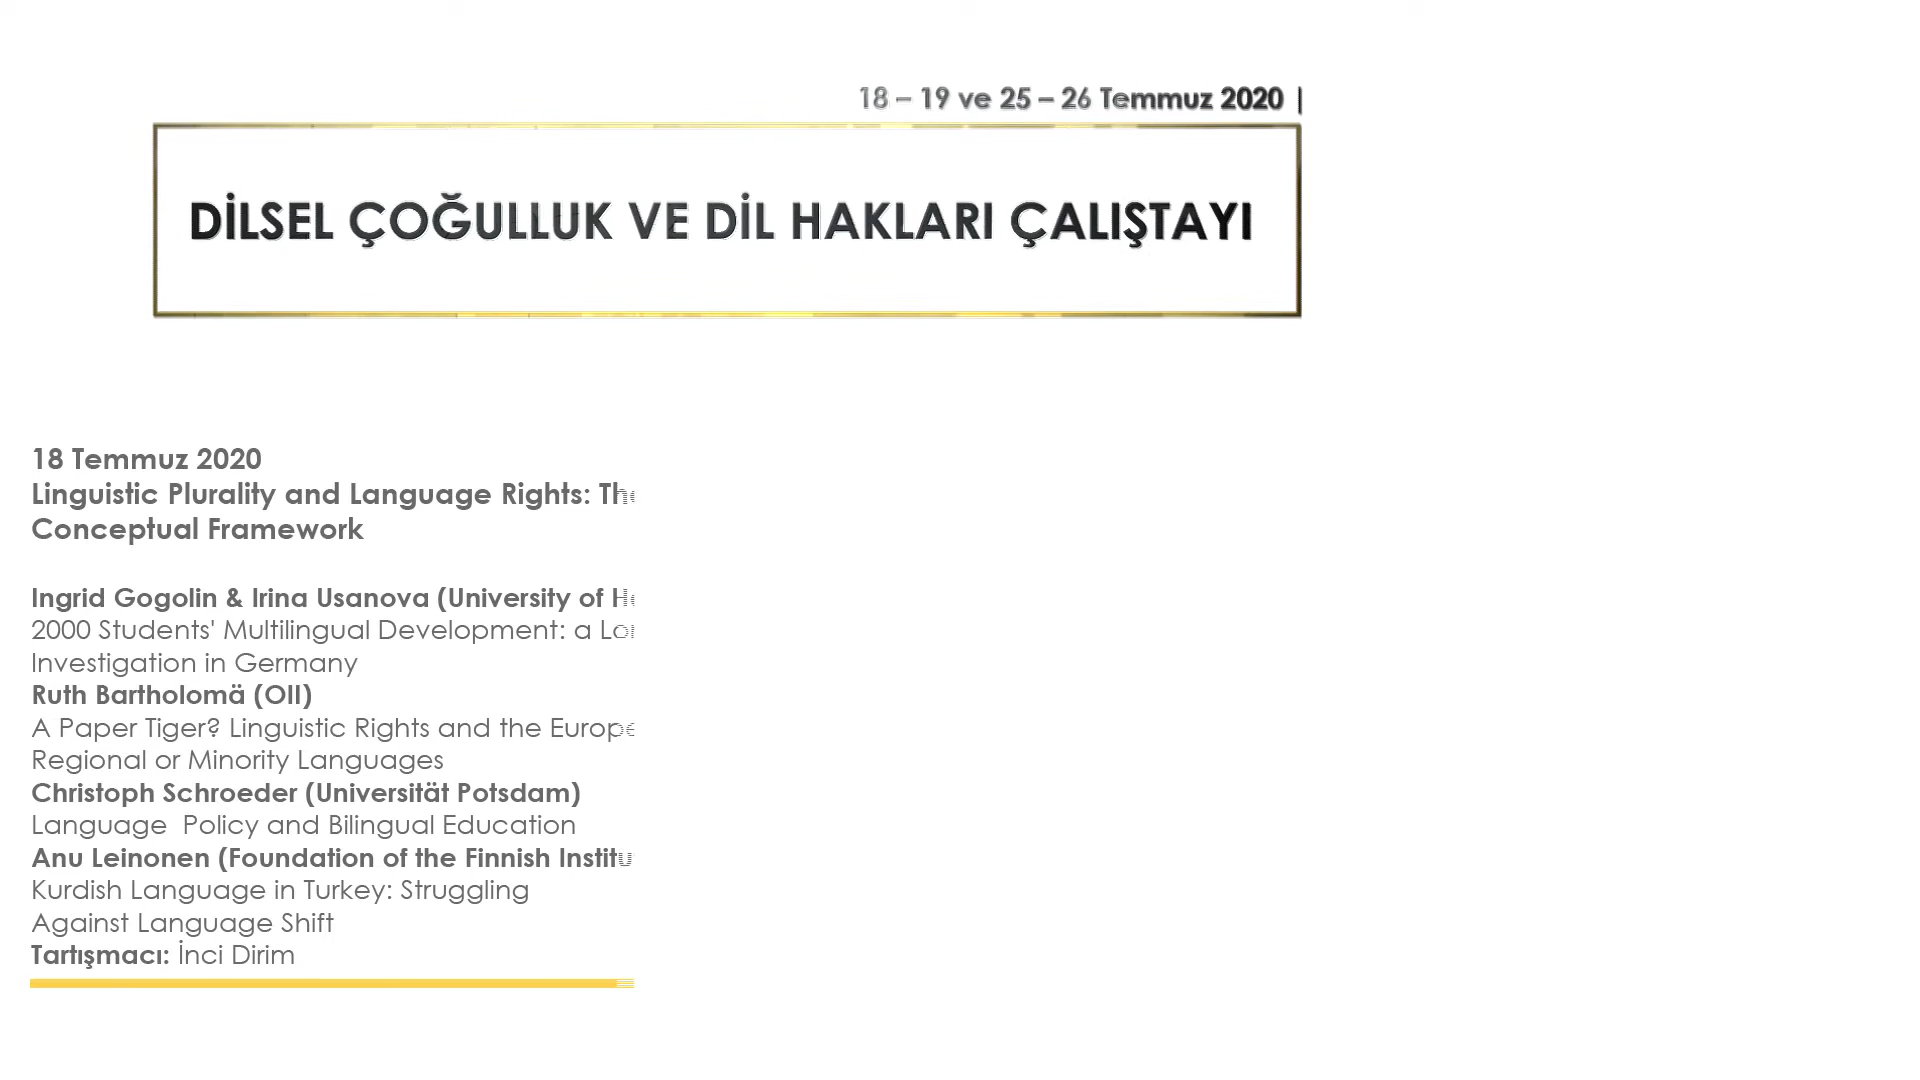 18 – 19 ve 25 – 26 Temmuz 2020 |
DİLSEL ÇOĞULLUK VE DİL HAKLARI ÇALIŞTAYI
18 Temmuz 2020
Linguistic Plurality and Language Rights:
Conceptual Framework
Ingrid Gogolin & Irina Usanova (University of
2000 Students' Multilingual Development: a
Investigation in Germany
Ruth Bartholomä (OII)
A Paper Tiger? Linguistic Rights and the
Regional or Minority Languages
Christoph Schroeder (Universität Potsdam)
Language Policy and Bilingual Education
Anu Leinonen (Foundation of the Finnish
Kurdish Language in Turkey: Struggling
Against Language Shift
Tartışmacı: İnci Dirim